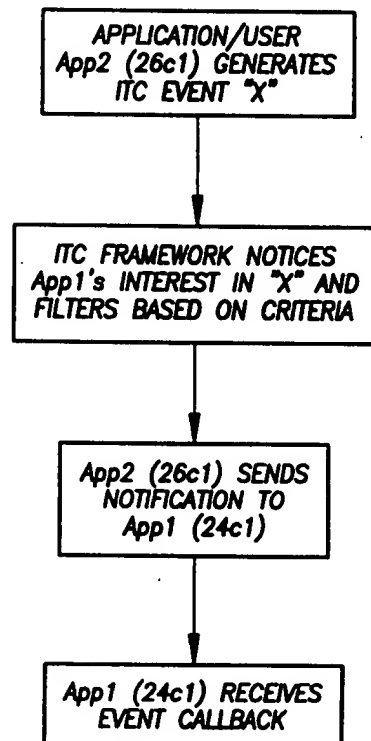 APPLICATION/USER
App2 (26c1) GENERATES
ITC EVENT "X"
ITC FRAMEWORK NOTICES
App1's INTEREST IN "X" AND
FILTERS BASED ON CRITERIA
App2 (26c1) SENDS
NOTIFICATION TO
App1 (24c1)
App1 (24c1) RECEIVES
EVENT CALLBACK